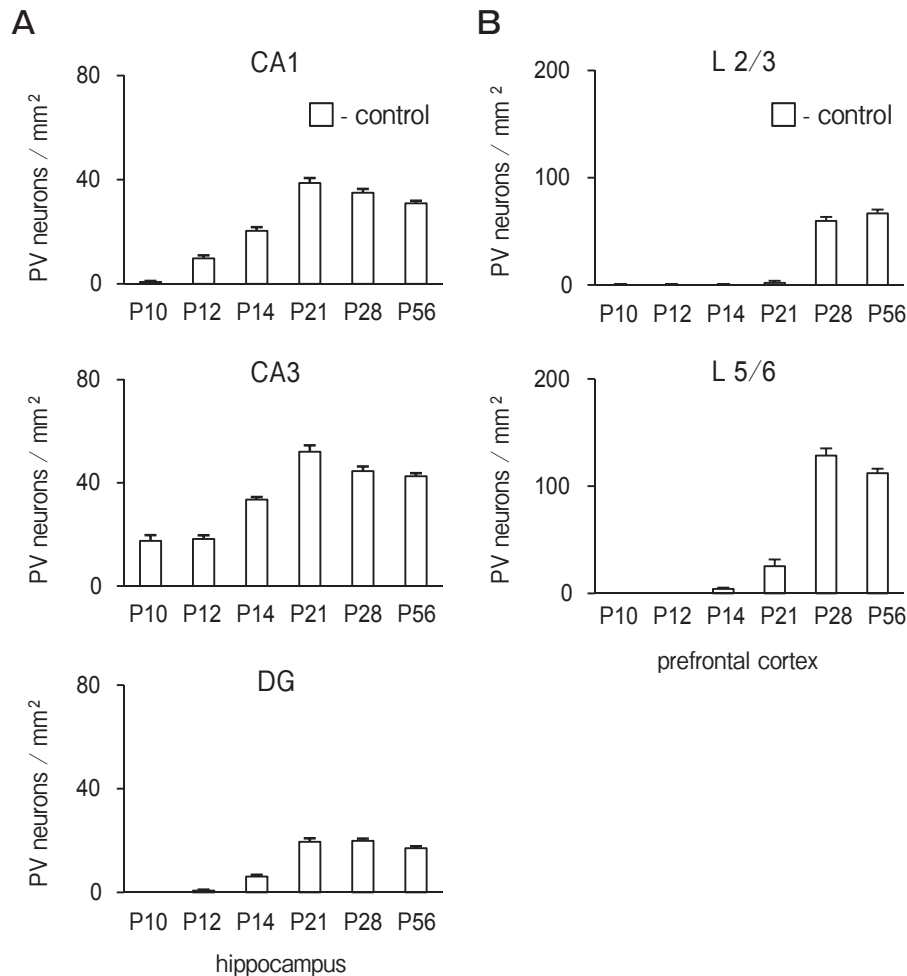 A
CA1
80
40
0
PV neurons / mm²
- control
P10 P12 P14 P21 P28 P56
CA3
80
40
0
PV neurons / mm²
P10 P12 P14 P21 P28 P56
DG
80
40
0
PV neurons / mm²
P10 P12 P14 P21 P28 P56
hippocampus
B
L 2/3
200
100
0
PV neurons / mm²
- control
P10 P12 P14 P21 P28 P56
L 5/6
200
100
0
PV neurons / mm²
P10 P12 P14 P21 P28 P56
prefrontal cortex